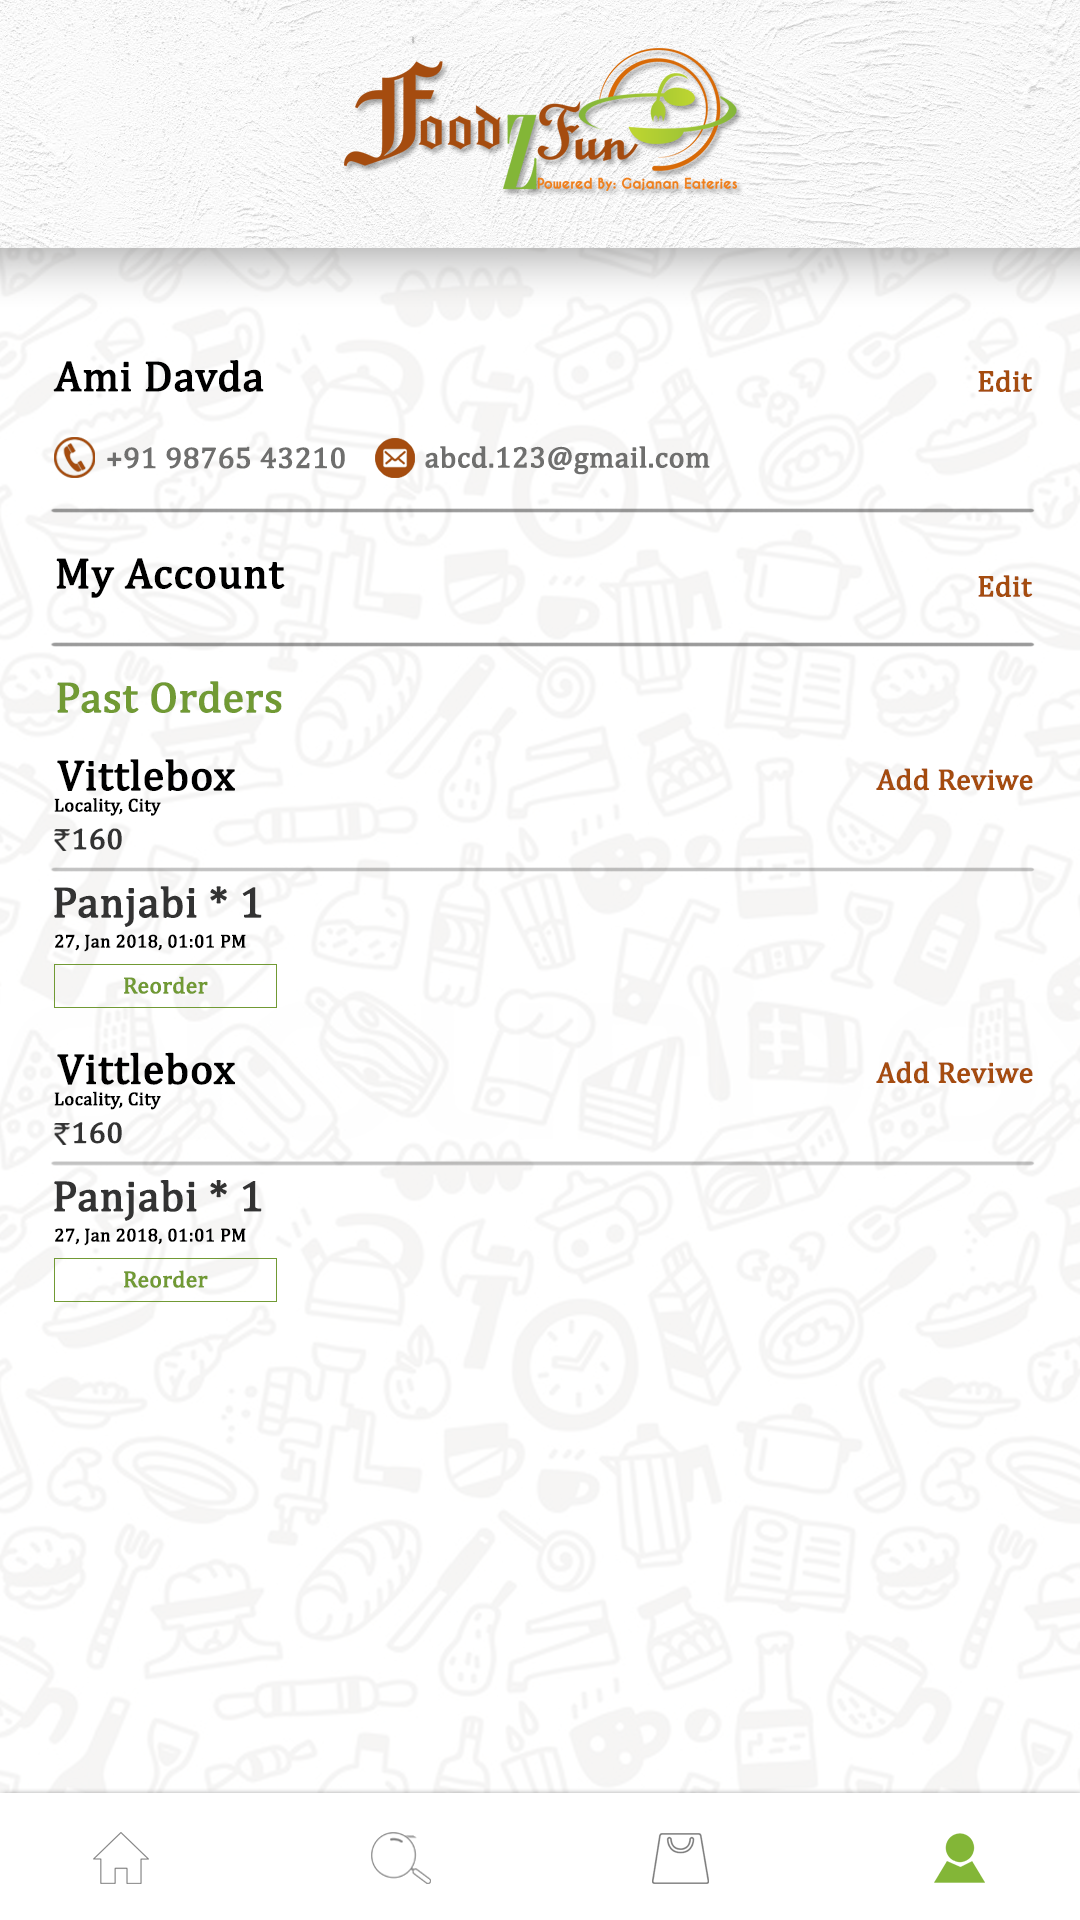 Food Z Fun
Powered By: Gajanan Eateries
Ami Davda
Edit
+91 98765 43210 abcd.123@gmail.com
My Account
Edit
Past Orders
Vittlebox
Add Reviwe
Locality, City
₹160
Panjabi * 1
27, Jan 2018, 01:01 PM
Reorder
Vittlebox
Add Reviwe
Locality, City
₹160
Panjabi * 1
27, Jan 2018, 01:01 PM
Reorder